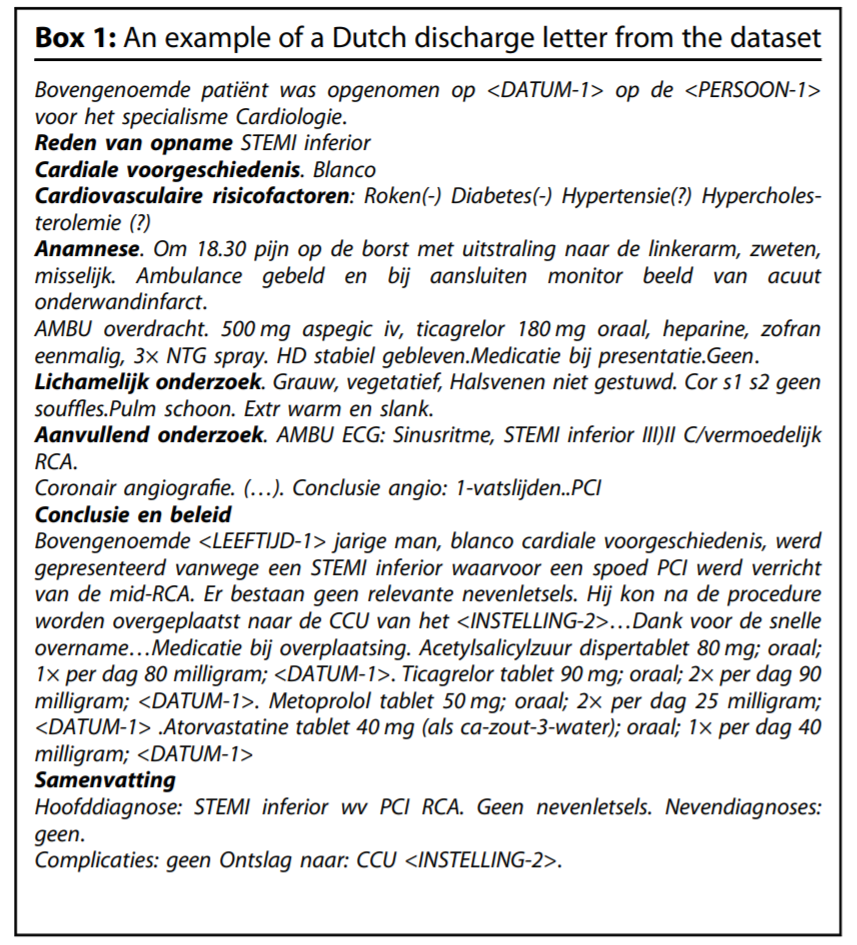 Box 1: An example of a Dutch discharge letter from the dataset
Bovengenoemde patiënt was opgenomen op <DATUM-1> op de <PERSOON-1>
voor het specialisme Cardiologie.
Reden van opname STEMI inferior
Cardiale voorgeschiedenis. Blanco
Cardiovasculaire risicofactoren: Roken(-) Diabetes(-) Hypertensie(?) Hypercholes-
terolemie (?)
Anamnese. Om 18.30 pijn op de borst met uitstraling naar de linkerarm, zweten,
misselijk. Ambulance gebeld en bij aansluiten monitor beeld van acuut
onderwandinfarct.
AMBU overdracht. 500 mg aspegic iv, ticagrelor 180 mg oraal, heparine, zofran
eenmalig, 3× NTG spray. HD stabiel gebleven.Medicatie bij presentatie.Geen.
Lichamelijk onderzoek. Grauw, vegetatief, Halsvenen niet gestuwd. Cor s1 s2 geen
souffles.Pulm schoon. Extr warm en slank.
Aanvullend onderzoek. AMBU ECG: Sinusritme, STEMI inferior III)II C/vermoedelijk
RCA.
Coronair angiografie. (…). Conclusie angio: 1-vatslijden..PCI
Conclusie en beleid
Bovengenoemde <LEEFTIJD-1> jarige man, blanco cardiale voorgeschiedenis, werd
gepresenteerd vanwege een STEMI inferior waarvoor een spoed PCI werd verricht
van de mid-RCA. Er bestaan geen relevante nevenletsels. Hij kon na de procedure
worden overgeplaatst naar de CCU van het <INSTELLING-2>…Dank voor de snelle
overname…Medicatie bij overplaatsing. Acetylsalicylzuur dispertablet 80 mg; oraal;
1× per dag 80 milligram; <DATUM-1>. Ticagrelor tablet 90 mg; oraal; 2× per dag 90
milligram; <DATUM-1>. Metoprolol tablet 50 mg; oraal; 2× per dag 25 milligram;
<DATUM-1> .Atorvastatine tablet 40 mg (als ca-zout-3-water); oraal; 1× per dag 40
milligram; <DATUM-1>
Samenvatting
Hoofddiagnose: STEMI inferior wv PCI RCA. Geen nevenletsels. Nevendiagnoses:
geen.
Complicaties: geen Ontslag naar: CCU <INSTELLING-2>.